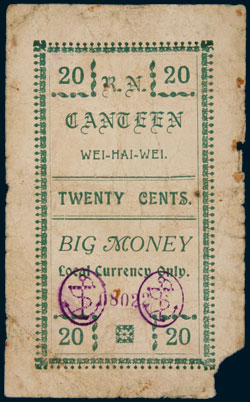 20 R.N. 20
CANTEEN
WEI-HAI-WEI.
TWENTY CENTS.
BIG MONEY
Local Currency Only.
20 20